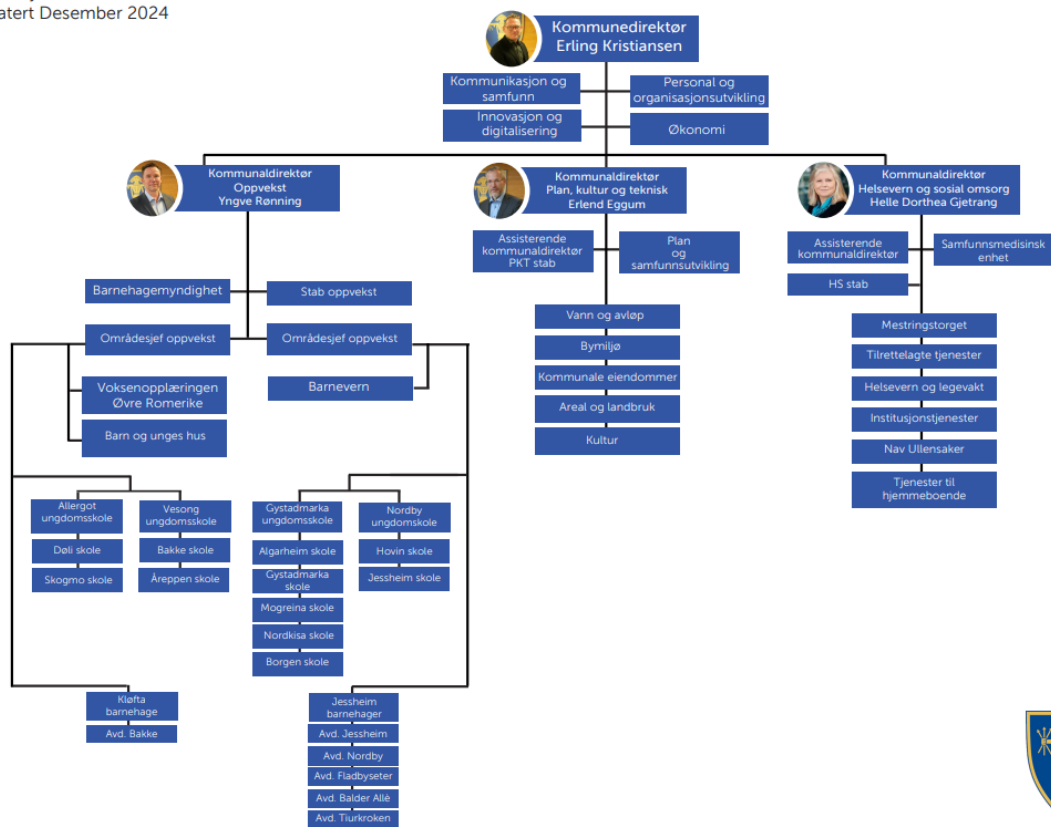 atert Desember 2024
Kommunedirektør
Erling Kristiansen
Kommunikasjon og
samfunn
Personal og
organisasjonsutvikling
Innovasjon og
digitalisering
Økonomi
Kommunaldirektør
Oppvekst
Yngve Rønning
Kommunaldirektør
Plan, kultur og teknisk
Erlend Eggum
Kommunaldirektør
Helsevern og sosial omsorg
Helle Dorthea Gjetrang
Barnehagemyndighet
Stab oppvekst
Områdesjef oppvekst
Områdesjef oppvekst
Voksenopplæringen
Øvre Romerike
Barn og unges hus
Barnevern
Allergot
ungdomsskole
Døli skole
Skogmo skole
Vesong
ungdomsskole
Bakke skole
Åreppen skole
Gystadmarka
ungdomsskole
Algarheim skole
Gystadmarka
skole
Mogreina skole
Nordkisa skole
Borgen skole
Nordby
ungdomskole
Hovin skole
Jessheim skole
Kløfta
barnehage
Avd. Bakke
Jessheim
barnehager
Avd. Jessheim
Avd. Nordby
Avd. Fladbyseter
Avd. Balder Allè
Avd. Tiurkroken
Assisterende
kommunaldirektør
PKT stab
Plan
og
samfunnsutvikling
Vann og avløp
Bymiljø
Kommunale eiendommer
Areal og landbruk
Kultur
Assisterende
kommunaldirektør
Samfunnsmedisinsk
enhet
HS stab
Mestringstorget
Tilrettelagte tjenester
Helsevern og legevakt
Institusjonstjenester
Nav Ullensaker
Tjenester til
hjemmeboende